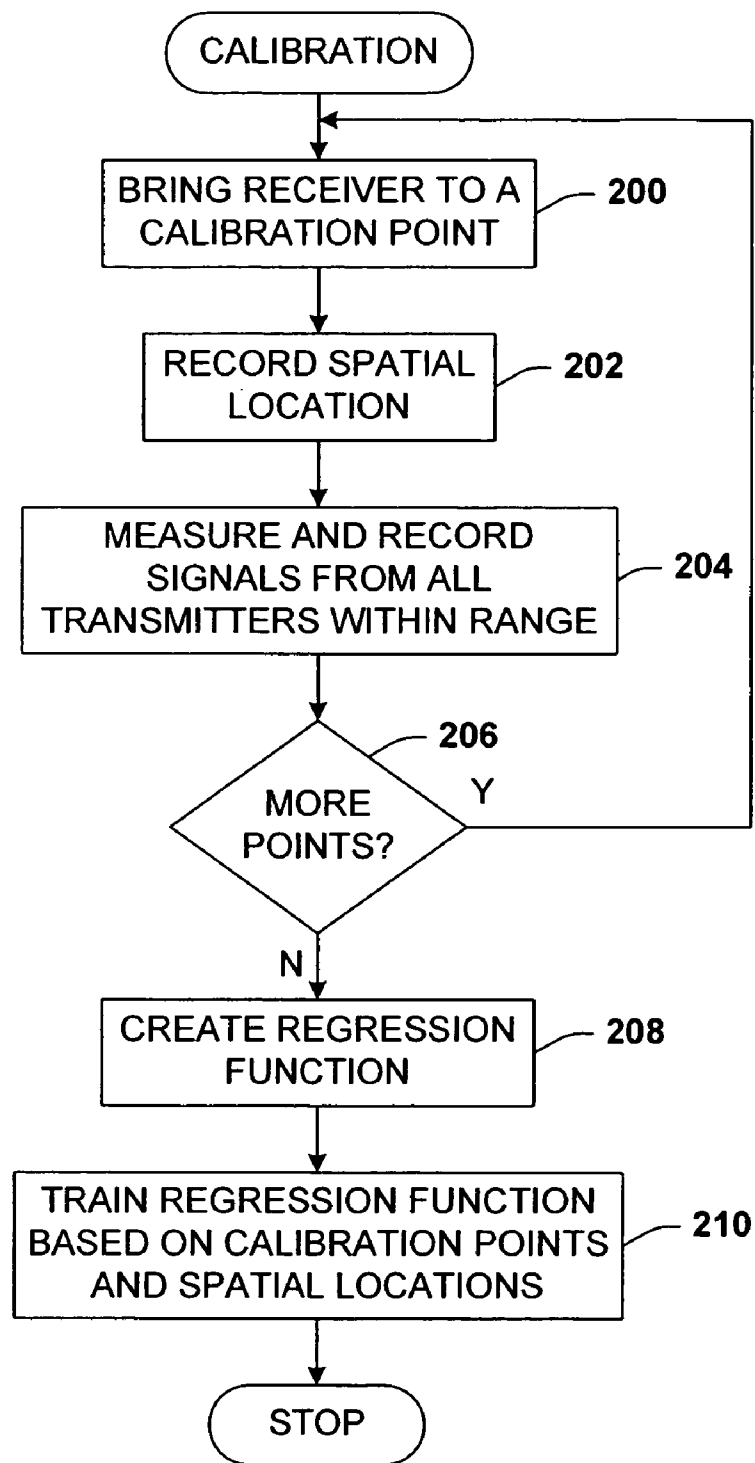 CALIBRATION
BRING RECEIVER TO A
CALIBRATION POINT
200
RECORD SPATIAL
LOCATION
202
MEASURE AND RECORD
SIGNALS FROM ALL
TRANSMITTERS WITHIN RANGE
204
206
MORE
POINTS?
Y
N
CREATE REGRESSION
FUNCTION
208
TRAIN REGRESSION FUNCTION
BASED ON CALIBRATION POINTS
AND SPATIAL LOCATIONS
210
STOP